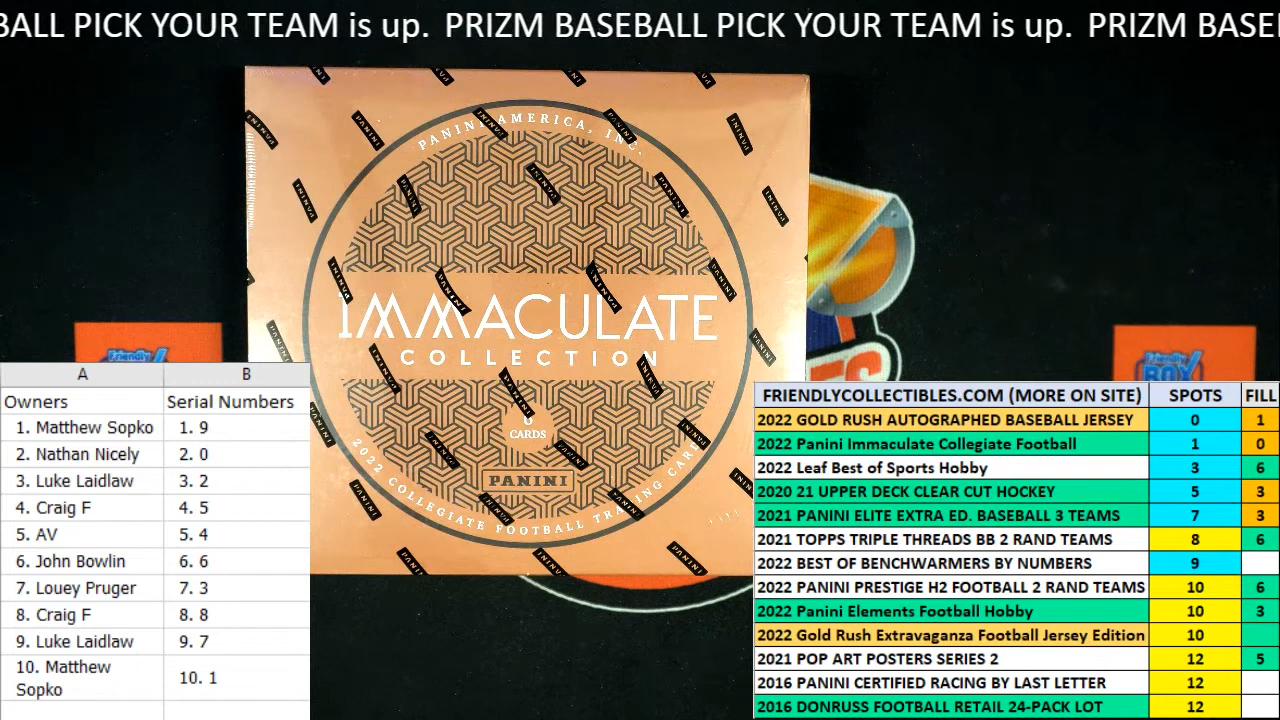 BALL PICK YOUR TEAM is up.  PRIZM BASEBALL PICK YOUR TEAM is up.  PRIZM BASE
PANINI AMERICA, INC.
IMMACULATE
COLLECTION
CARDS
PANINI
2022 COLLEGIATE FOOTBALL TRADING CARDS
Friendly
Friendly
BOX
A B
Owners Serial Numbers
1. Matthew Sopko 1. 9
2. Nathan Nicely 2. 0
3. Luke Laidlaw 3. 2
4. Craig F 4. 5
5. AV 5. 4
6. John Bowlin 6. 6
7. Louey Pruger 7. 3
8. Craig F 8. 8
9. Luke Laidlaw 9. 7
10. Matthew Sopko 10. 1
FRIENDLYCOLLECTIBLES.COM (MORE ON SITE) SPOTS FILL
2022 GOLD RUSH AUTOGRAPHED BASEBALL JERSEY 0 1
2022 Panini Immaculate Collegiate Football 1 0
2022 Leaf Best of Sports Hobby 3 6
2020 21 UPPER DECK CLEAR CUT HOCKEY 5 3
2021 PANINI ELITE EXTRA ED. BASEBALL 3 TEAMS 7 3
2021 TOPPS TRIPLE THREADS BB 2 RAND TEAMS 8 6
2022 BEST OF BENCHWARMERS BY NUMBERS 9
2022 PANINI PRESTIGE H2 FOOTBALL 2 RAND TEAMS 10 6
2022 Panini Elements Football Hobby 10 3
2022 Gold Rush Extravaganza Football Jersey Edition 10
2021 POP ART POSTERS SERIES 2 12 5
2016 PANINI CERTIFIED RACING BY LAST LETTER 12
2016 DONRUSS FOOTBALL RETAIL 24-PACK LOT 12